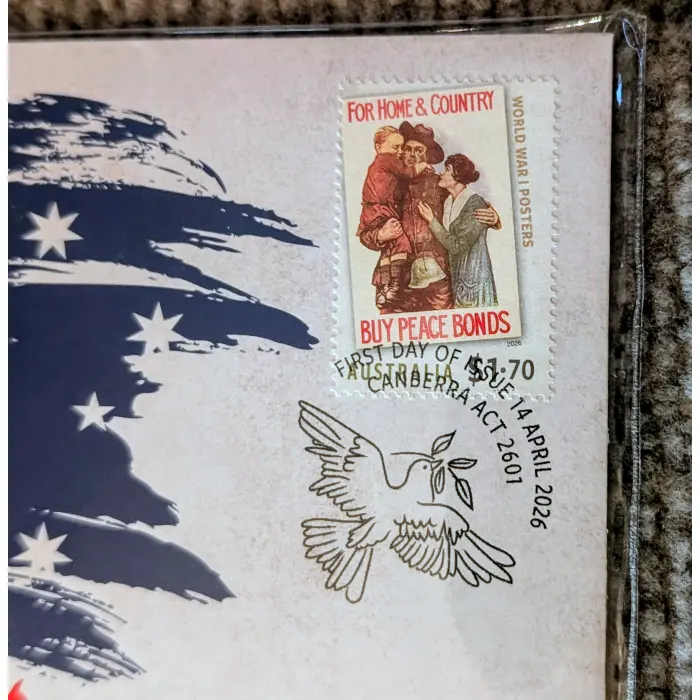 FOR HOME & COUNTRY
WORLD WAR I POSTERS
BUY PEACE BONDS
2026
AUSTRALIA $1.70
FIRST DAY OF ISSUE 14 APRIL 2026
CANBERRA ACT 2601